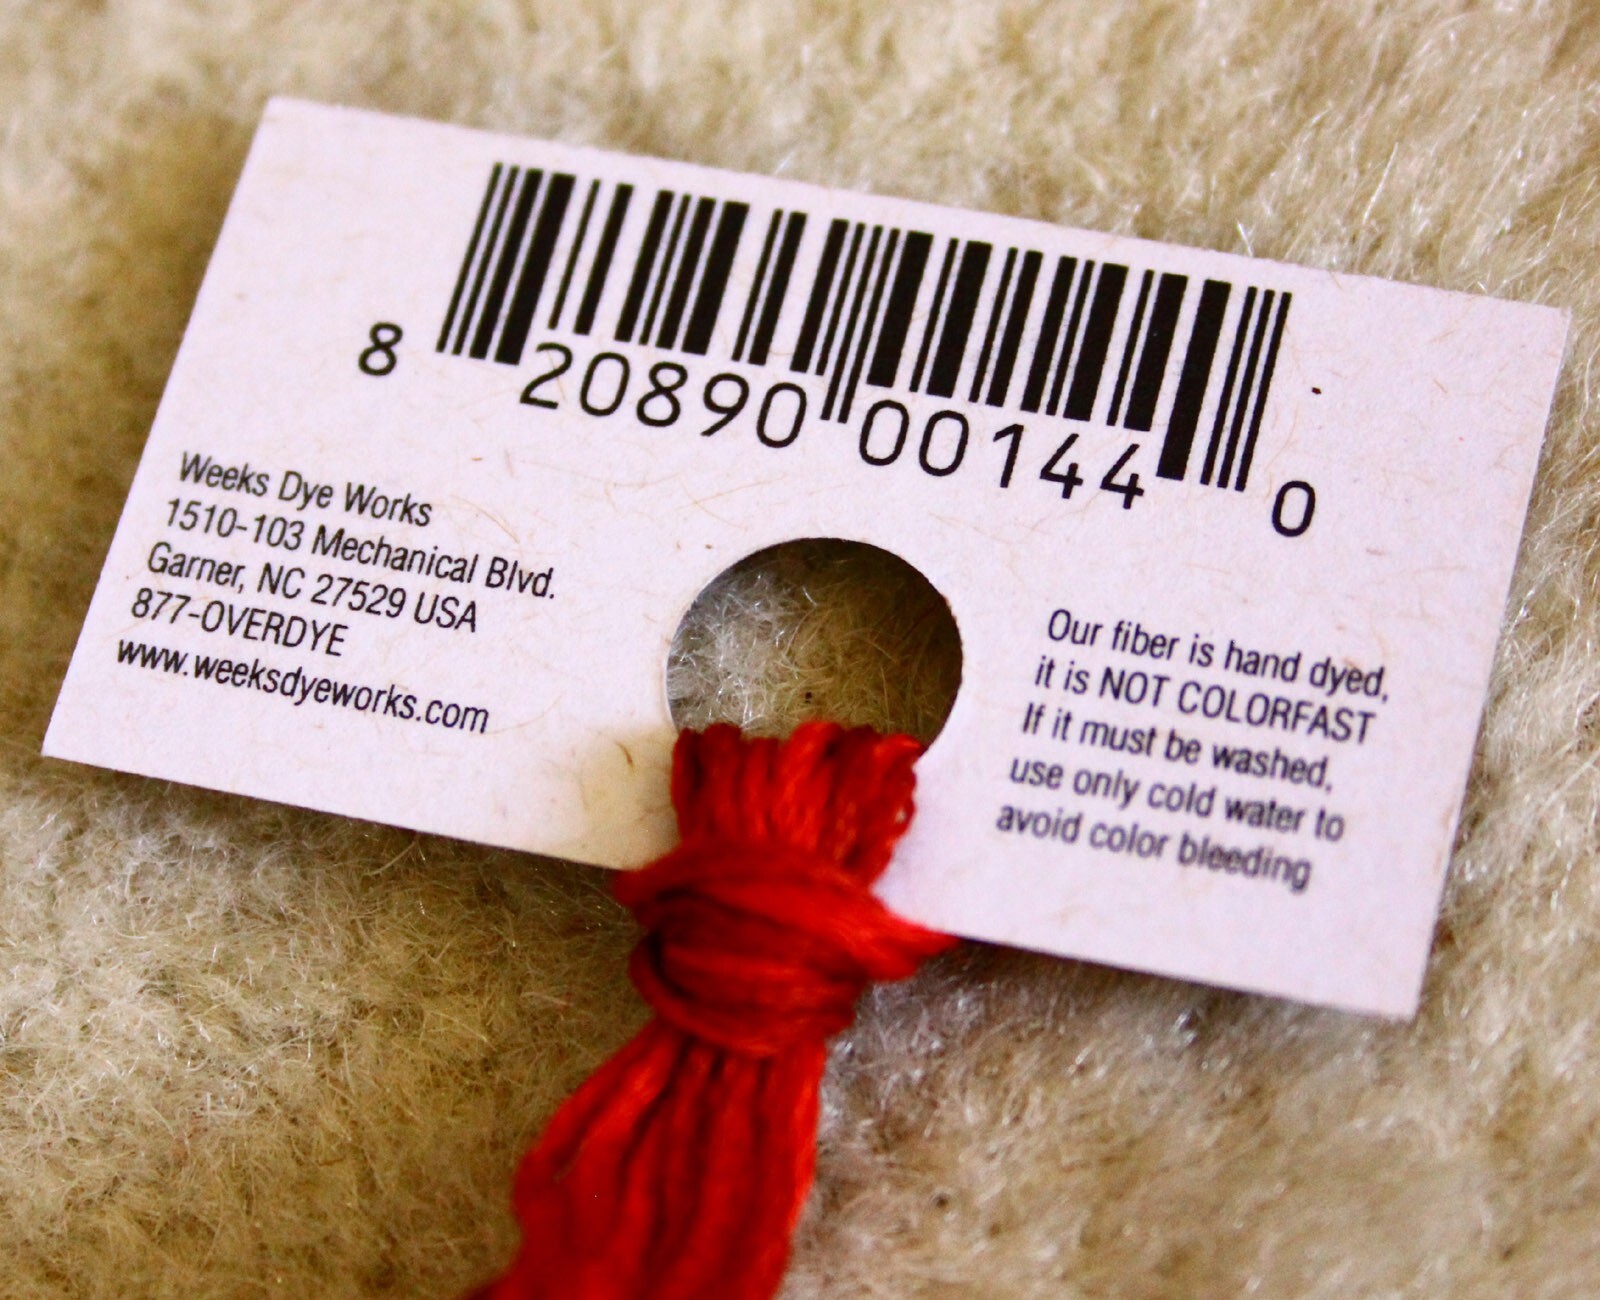 8 20890 00144 0
Weeks Dye Works
1510-103 Mechanical Blvd.
Garner, NC 27529 USA
877-OVERDYE
www.weeksdyeworks.com
Our fiber is hand dyed,
it is NOT COLORFAST
If it must be washed,
use only cold water to
avoid color bleeding